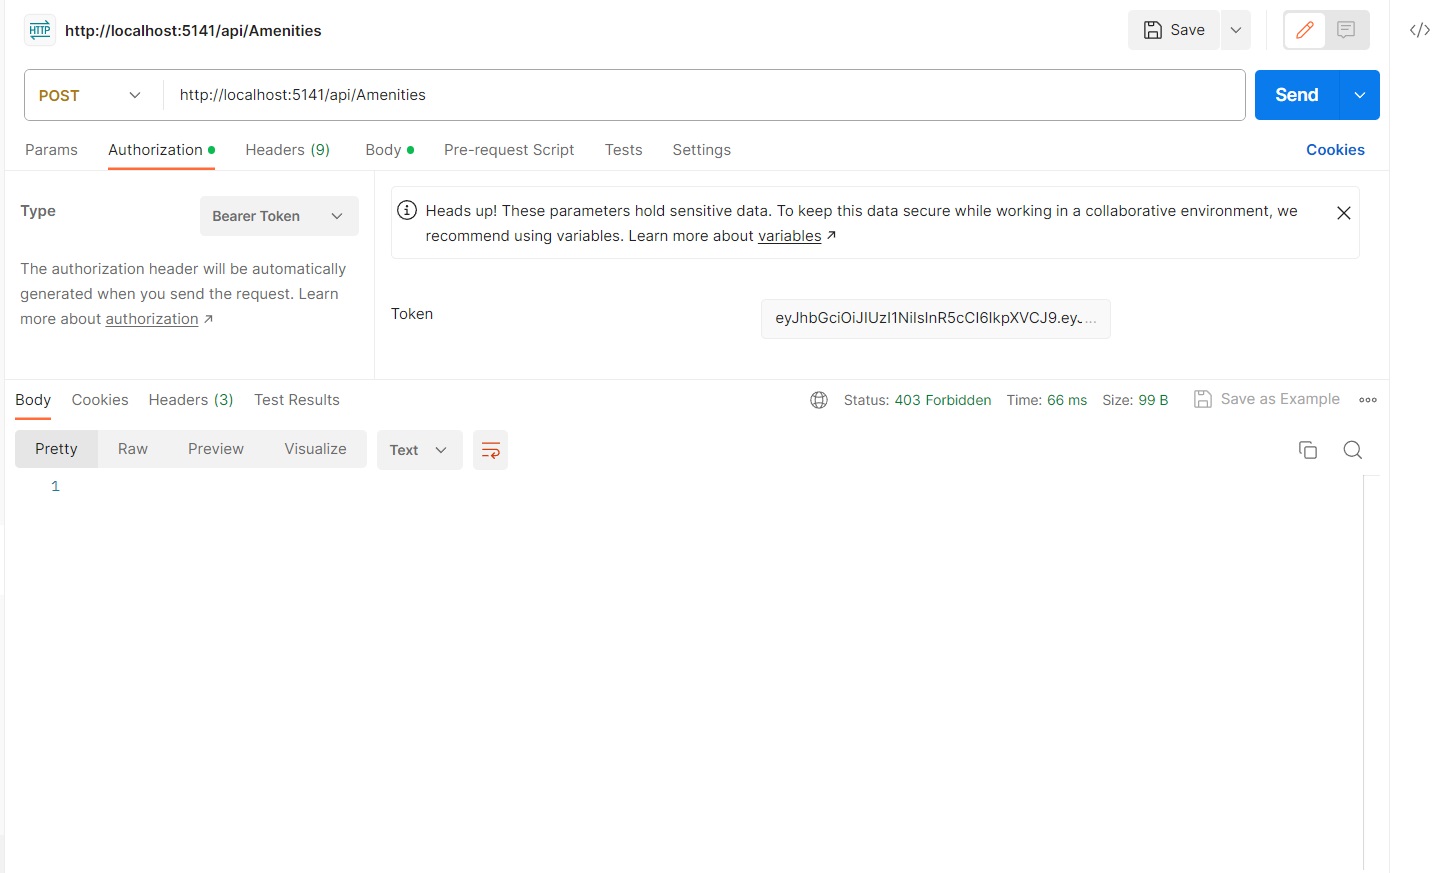 HTTP http://localhost:5141/api/Amenities Save
POST http://localhost:5141/api/Amenities Send
Params Authorization Headers (9) Body Pre-request Script Tests Settings Cookies
Type Bearer Token
The authorization header will be automatically
generated when you send the request. Learn
more about authorization ↗
Heads up! These parameters hold sensitive data. To keep this data secure while working in a collaborative environment, we
recommend using variables. Learn more about variables ↗
Token eyJhbGciOiJIUzI1NiIsInR5cCI6IkpXVCJ9.eyJ...
Body Cookies Headers (3) Test Results Status: 403 Forbidden Time: 66 ms Size: 99 B Save as Example
Pretty Raw Preview Visualize Text
1